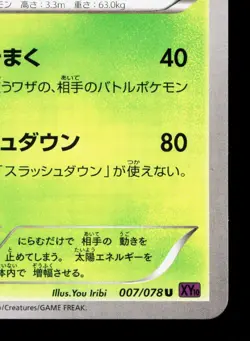 高さ：3.3m 重さ：63.0kg
まく 40
うワザの、相手のバトルポケモン
ュダウン 80
「スラッシュダウン」が使えない。
にらむだけで 相手の 動きを
止めてしまう。 太陽エネルギーを
体内で 増幅させる。
Illus.You Iribi 007/078 U XY10
/Creatures/GAME FREAK.